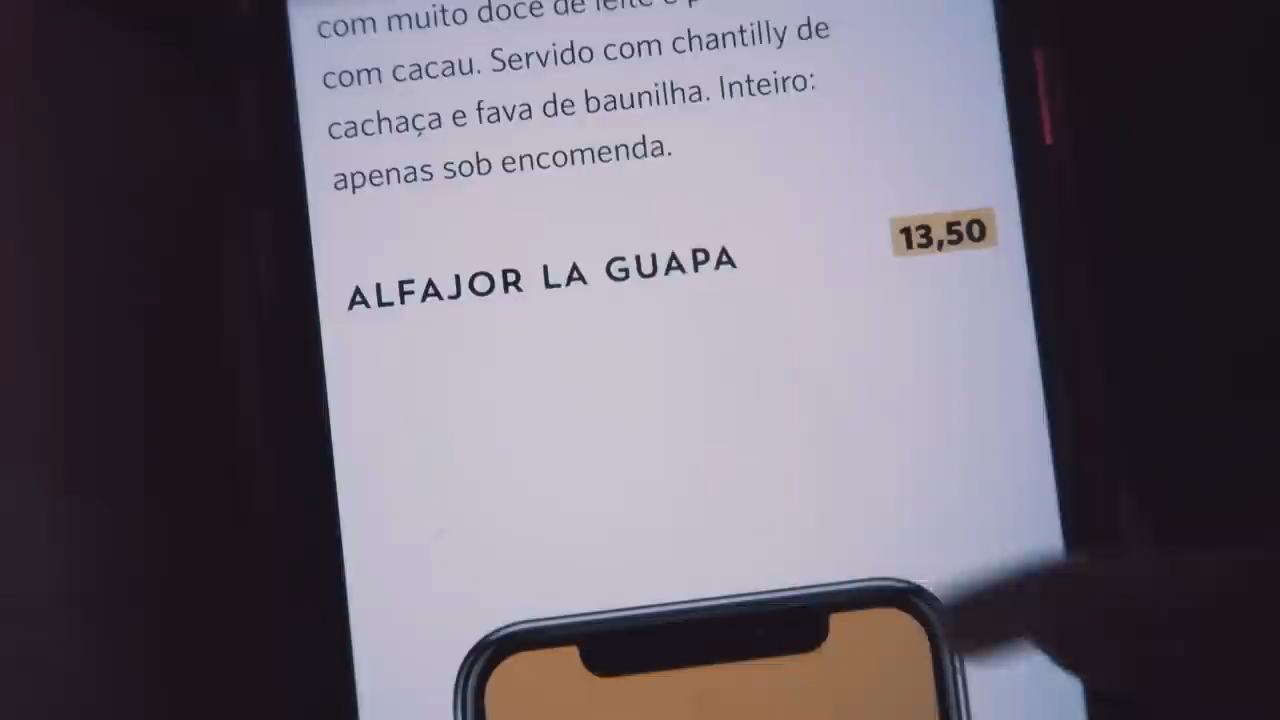 com muito doce de leite e
com cacau. Servido com chantilly de
cachaça e fava de baunilha. Inteiro:
apenas sob encomenda.
ALFAJOR LA GUAPA
13,50